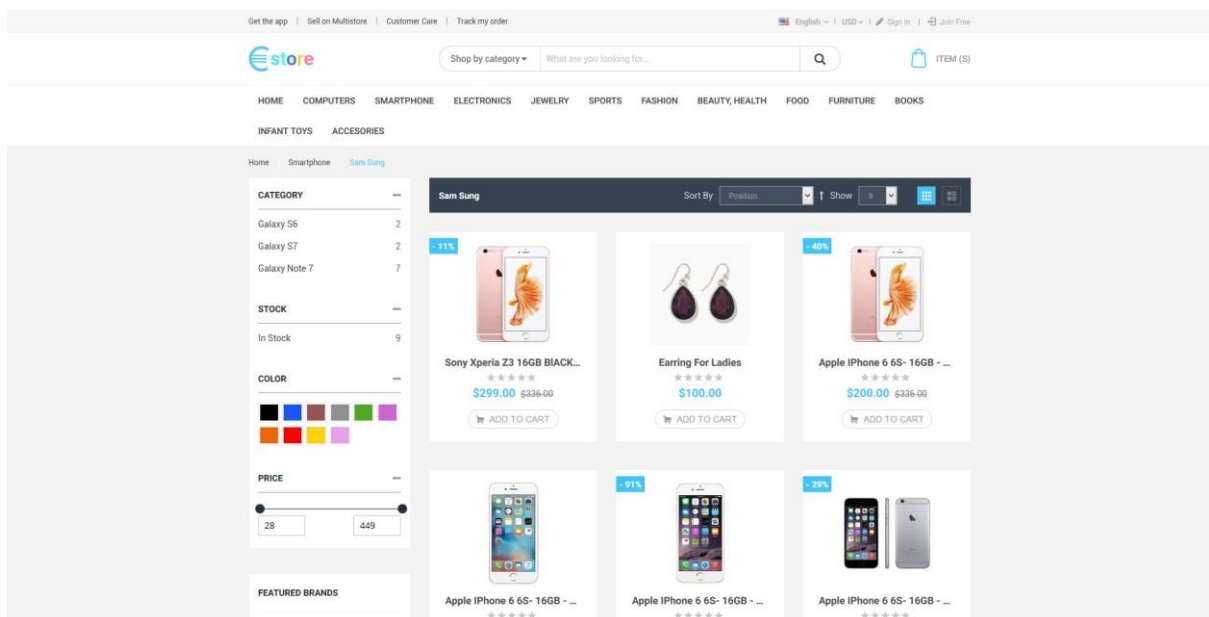 Get the app | Sell on Multistore | Customer Care | Track my order
English | USD | Sign In | Join Free
€store
Shop by category
What are you looking for...
ITEM (S)
HOME COMPUTERS SMARTPHONE ELECTRONICS JEWELRY SPORTS FASHION BEAUTY, HEALTH FOOD FURNITURE BOOKS
INFANT TOYS ACCESORIES
Home Smartphone Sam Sung
CATEGORY
Galaxy S6 2
Galaxy S7 2
Galaxy Note 7 7
STOCK
In Stock 9
COLOR
PRICE
28 449
FEATURED BRANDS
Sam Sung
Sort By Position
Show 9
- 11%
Sony Xperia Z3 16GB BlACK...
$299.00 $336.00
ADD TO CART
Earring For Ladies
$100.00
ADD TO CART
- 40%
Apple IPhone 6 6S- 16GB - ...
$200.00 $336.00
ADD TO CART
Apple IPhone 6 6S- 16GB - ...
- 91%
Apple IPhone 6 6S- 16GB - ...
- 29%
Apple IPhone 6 6S- 16GB - ...